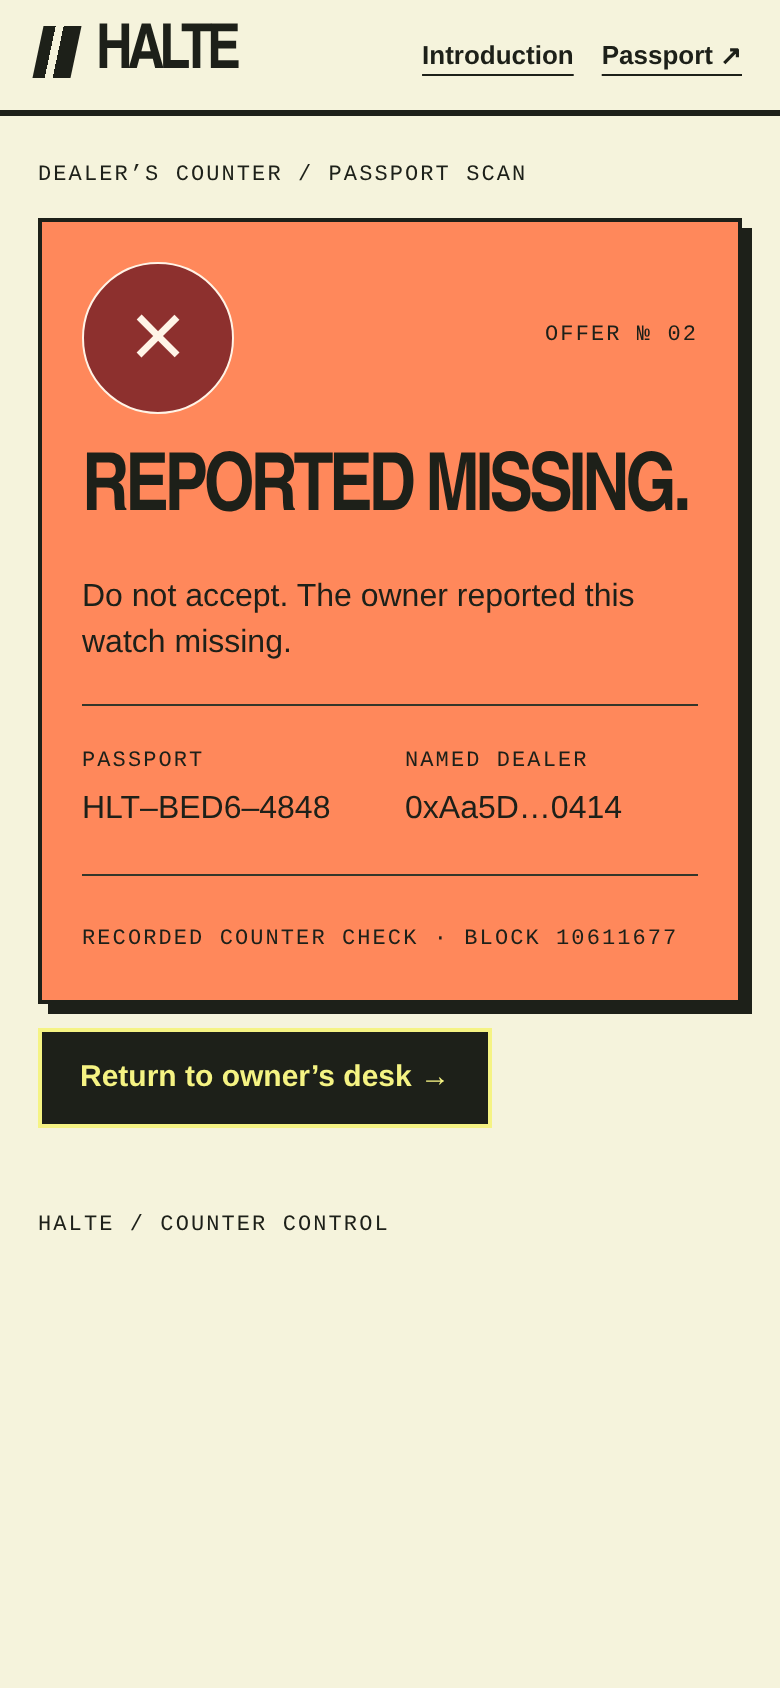 HALTE
Introduction Passport ↗
DEALER’S COUNTER / PASSPORT SCAN
✕
OFFER № 02
REPORTED MISSING.
Do not accept. The owner reported this
watch missing.
PASSPORT NAMED DEALER
HLT–BED6–4848 0xAa5D…0414
RECORDED COUNTER CHECK · BLOCK 10611677
Return to owner’s desk →
HALTE / COUNTER CONTROL